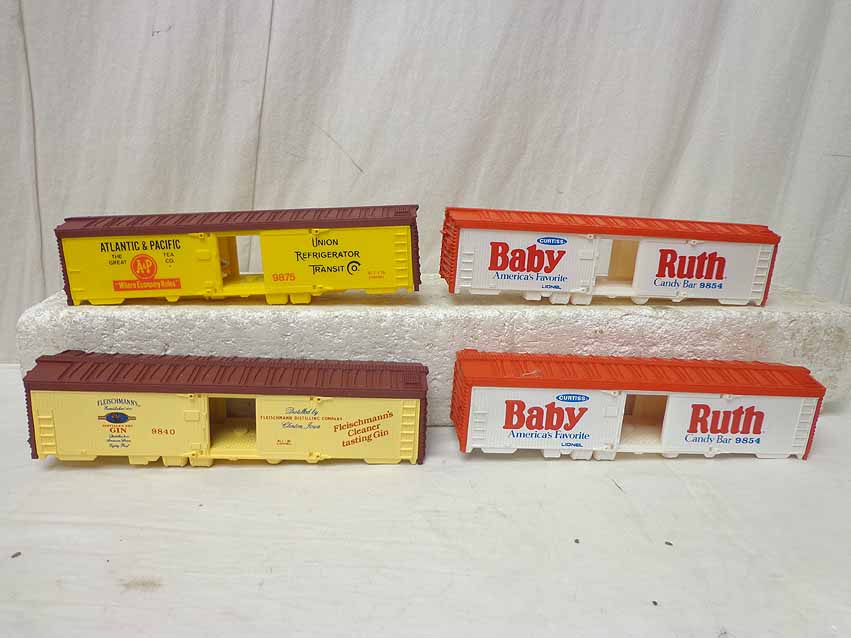 ATLANTIC & PACIFIC
THE GREAT A&P TEA CO.
"Where Economy Rules"
9875
UNION
REFRIGERATOR
TRANSIT CO
CURTISS
Baby
America's Favorite
LIONEL
Ruth
Candy Bar 9854
FLEISCHMANN'S
GIN
9840
Distilled by
FLEISCHMANN DISTILLING COMPANY
Clinton, Iowa
Fleischmann's
Cleaner
tasting Gin
CURTISS
Baby
America's Favorite
LIONEL
Ruth
Candy Bar 9854